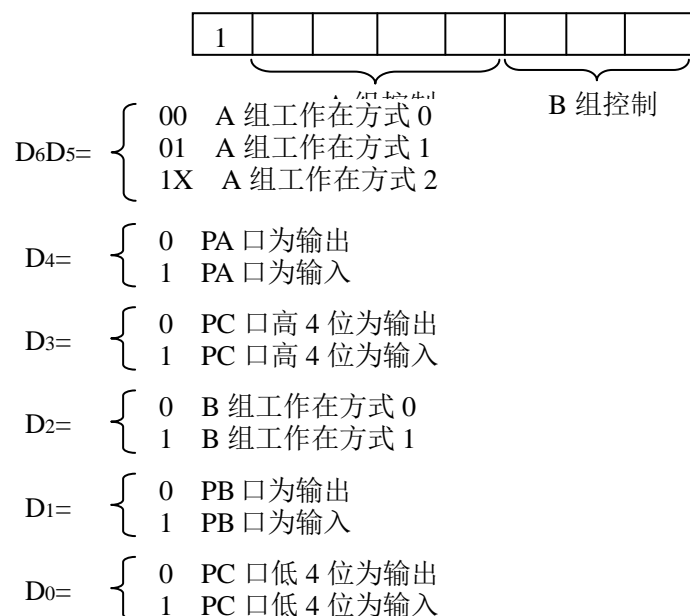 1
B 组控制
00 A 组工作在方式 0
D6D5= 01 A 组工作在方式 1
1X A 组工作在方式 2
0 PA 口为输出
D4=
1 PA 口为输入
0 PC 口高 4 位为输出
D3=
1 PC 口高 4 位为输入
0 B 组工作在方式 0
D2=
1 B 组工作在方式 1
0 PB 口为输出
D1=
1 PB 口为输入
0 PC 口低 4 位为输出
D0=
1 PC 口低 4 位为输入